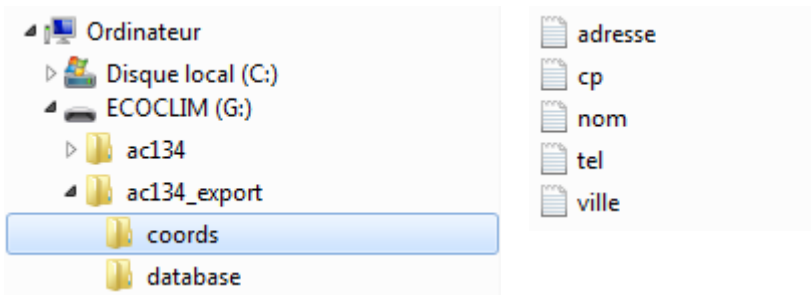 Ordinateur
Disque local (C:)
ECOCLIM (G:)
ac134
ac134_export
coords
database
adresse
cp
nom
tel
ville